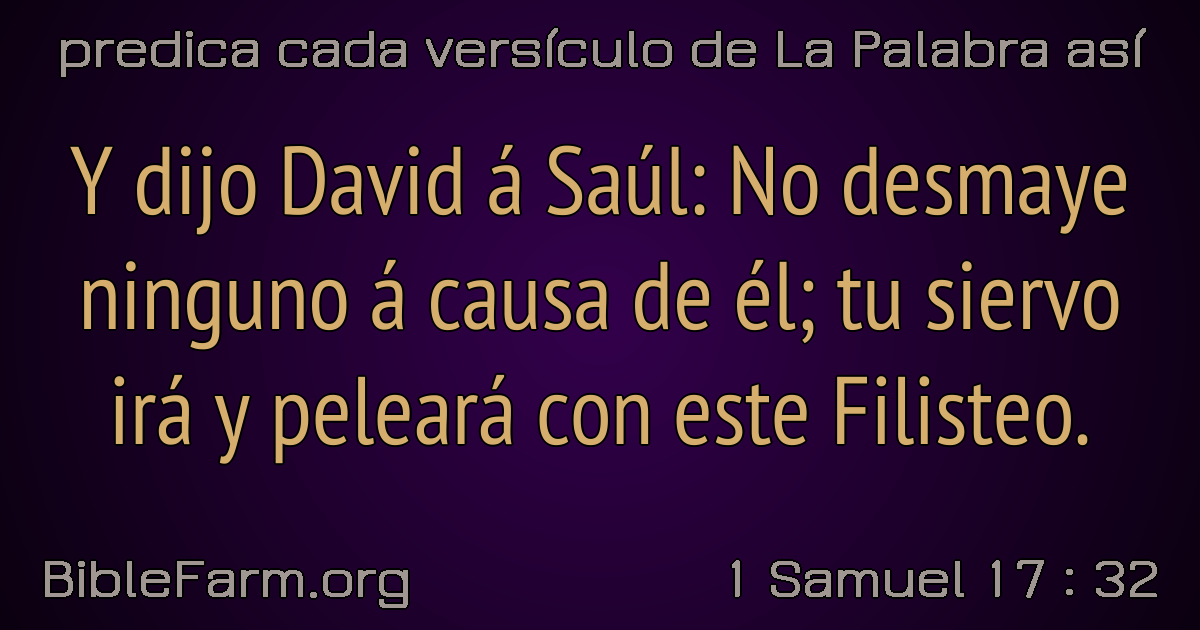 predica cada versículo de La Palabra así
Y dijo David á Saúl: No desmaye
ninguno á causa de él; tu siervo
irá y peleará con este Filisteo.
BibleFarm.org
1 Samuel 17 : 32